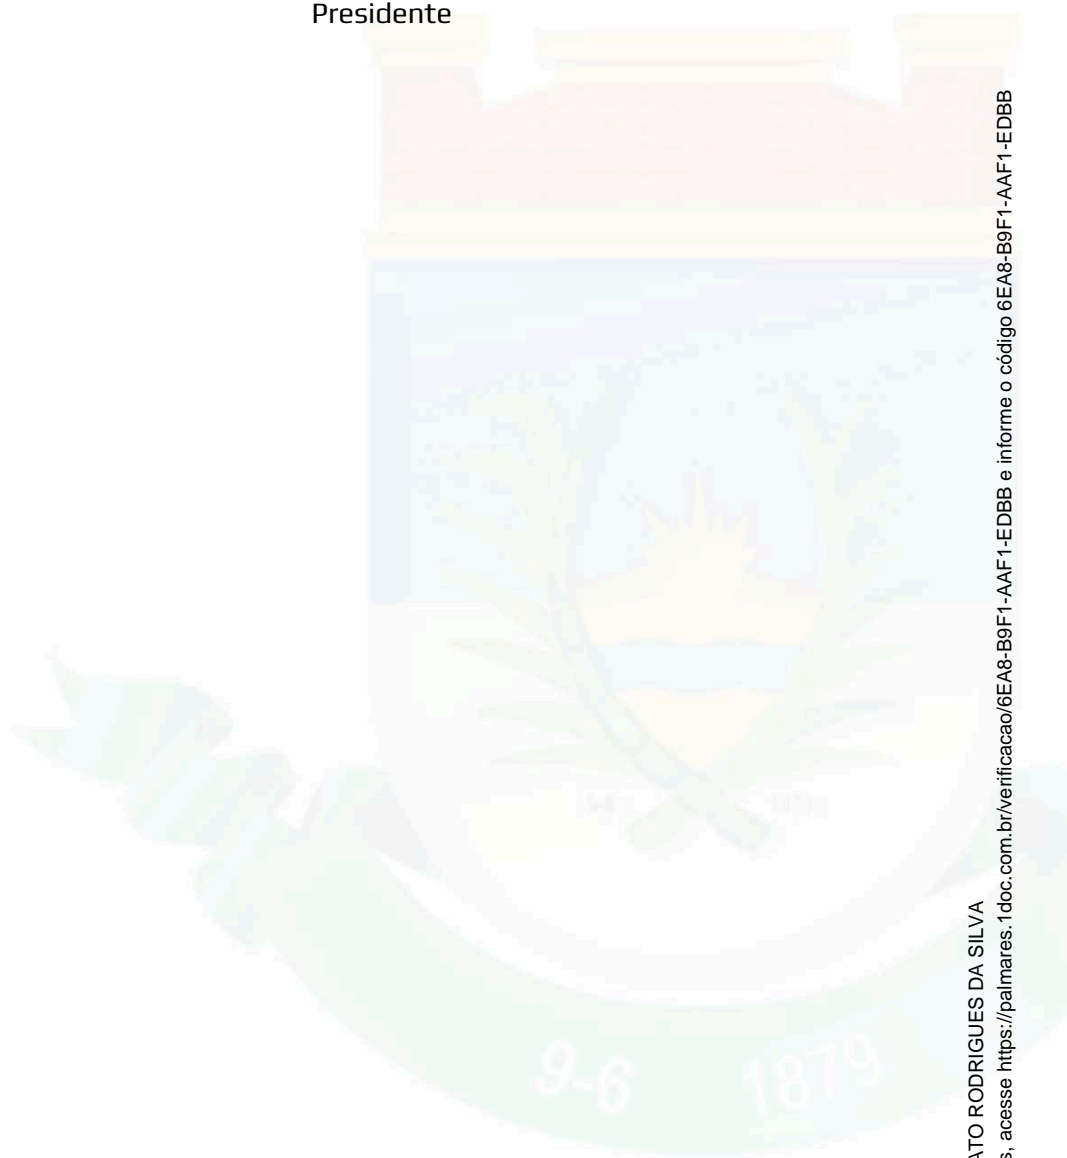 Presidente
9-6 1879
ATO RODRIGUES DA SILVA
s, acesse https://palmares.1doc.com.br/verificacao/6EA8-B9F1-AAF1-EDBB e informe o código 6EA8-B9F1-AAF1-EDBB